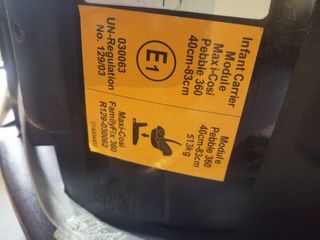 Infant Carrier
Module
Maxi-Cosi
Pebble 360
40cm-83cm
E1
030063
UN-Regulation
No. 129/03
Module
Pebble 360
40cm-83cm
≤13kg
Maxi-Cosi
FamilyFix 360
R129-030062